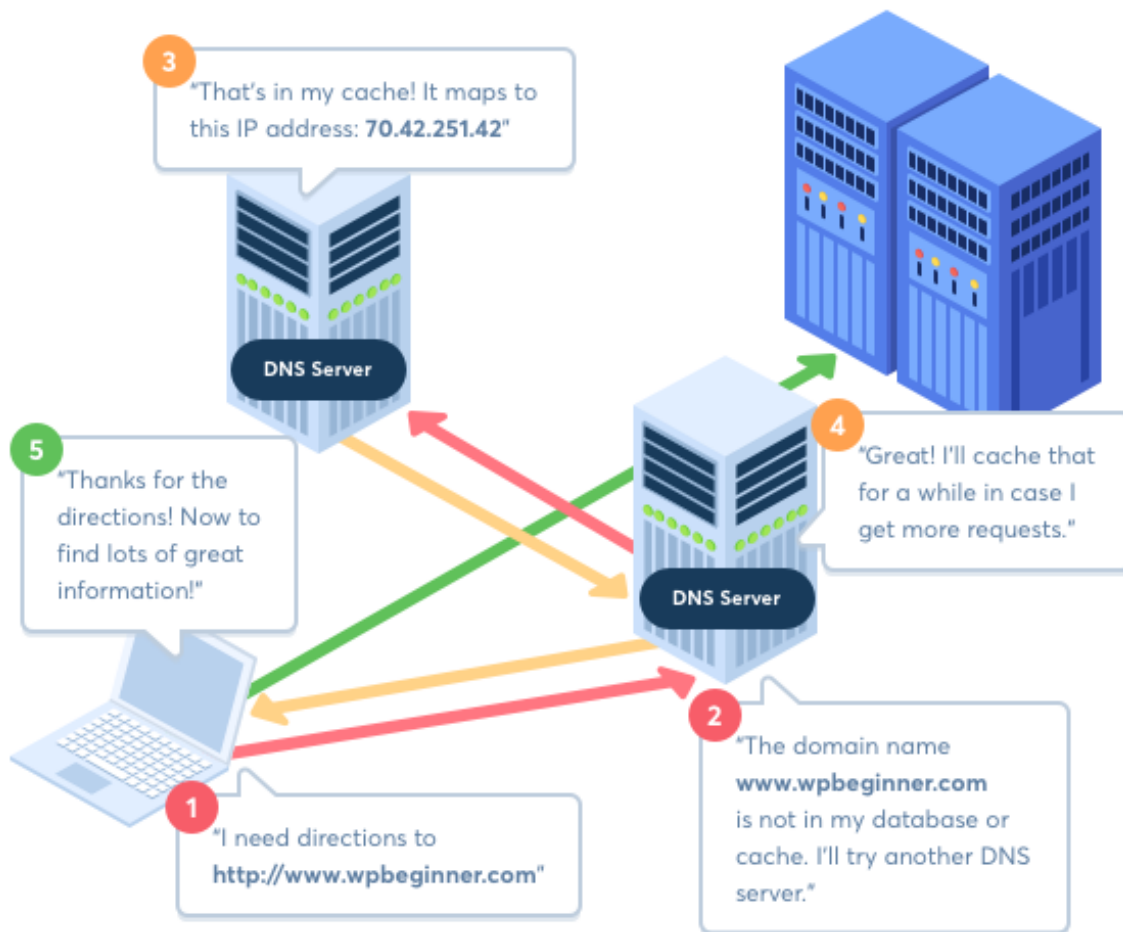 3
"That's in my cache! It maps to
this IP address: 70.42.251.42"
DNS Server
5
"Thanks for the
directions! Now to
find lots of great
information!"
4
"Great! I'll cache that
for a while in case I
get more requests."
DNS Server
2
"The domain name
www.wpbeginner.com
is not in my database or
cache. I'll try another DNS
server."
1
"I need directions to
http://www.wpbeginner.com"